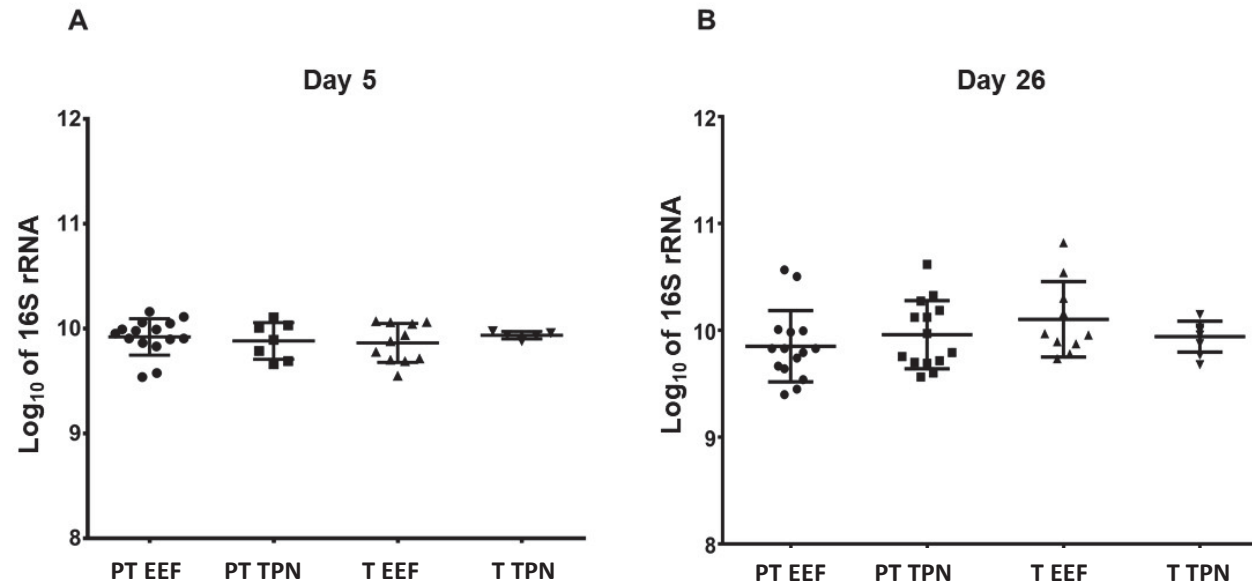 A
Day 5
12
11
10
9
8
Log₁₀ of 16S rRNA
PT EEF PT TPN T EEF T TPN
B
Day 26
12
11
10
9
8
Log₁₀ of 16S rRNA
PT EEF PT TPN T EEF T TPN